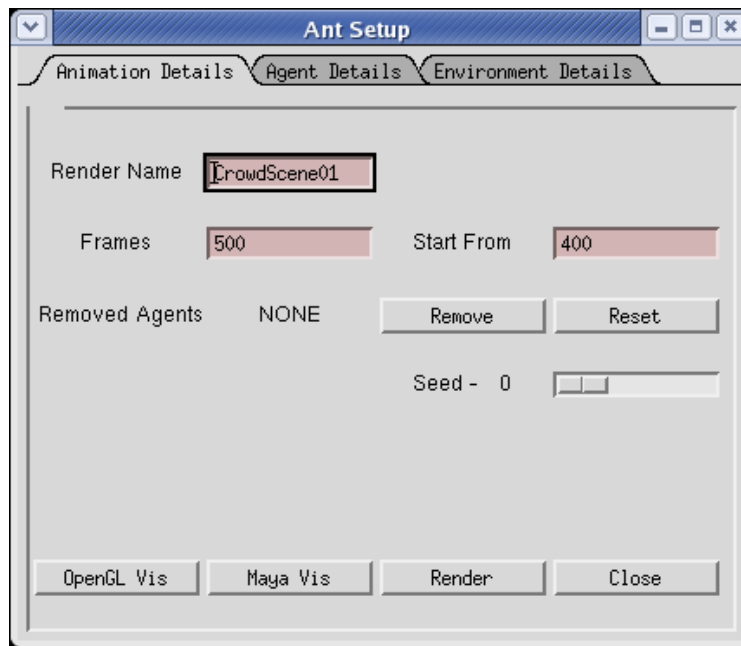 Ant Setup
Animation Details Agent Details Environment Details
Render Name CrowdScene01
Frames 500 Start From 400
Removed Agents NONE Remove Reset
Seed - 0
OpenGL Vis Maya Vis Render Close